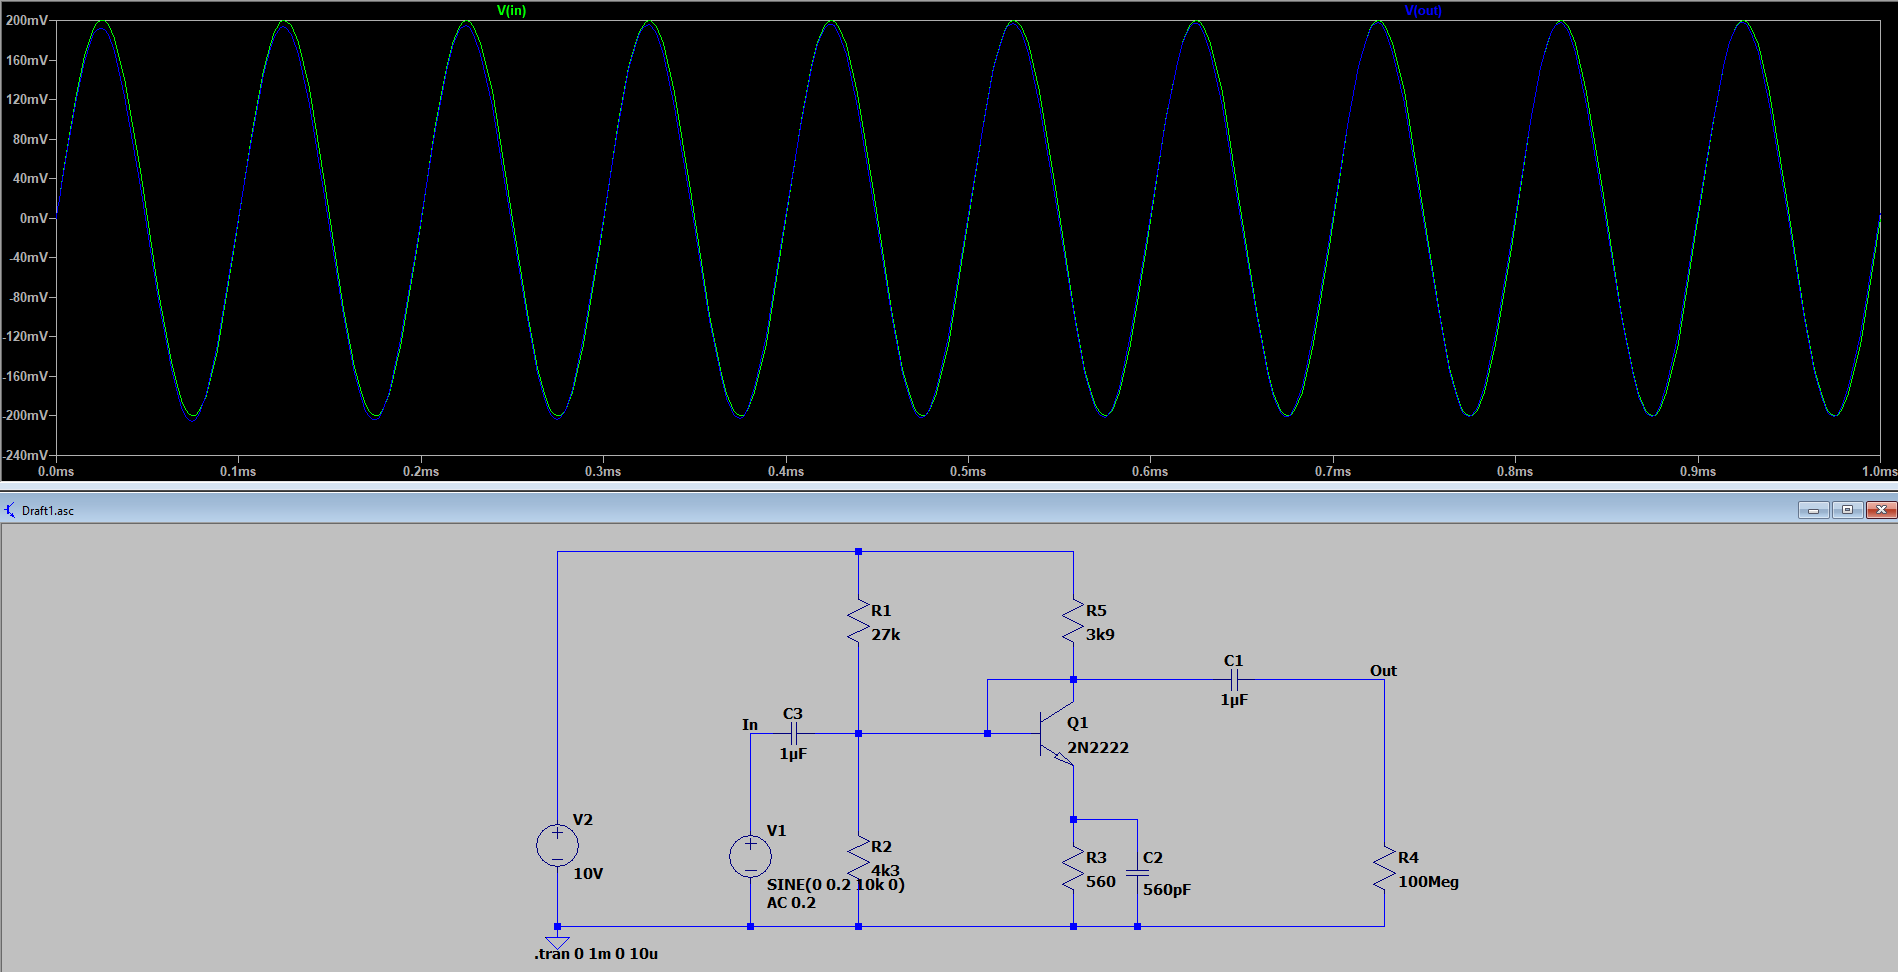 V(in) V(out)
200mV
160mV
120mV
80mV
40mV
0mV
-40mV
-80mV
-120mV
-160mV
-200mV
-240mV
0.0ms 0.1ms 0.2ms 0.3ms 0.4ms 0.5ms 0.6ms 0.7ms 0.8ms 0.9ms 1.0ms
Draft1.asc
R1
27k
R5
3k9
C1
1µF
Out
In
C3
1µF
Q1
2N2222
V2
10V
V1
SINE(0 0.2 10k 0)
AC 0.2
R2
4k3
R3
560
C2
560pF
R4
100Meg
.tran 0 1m 0 10u